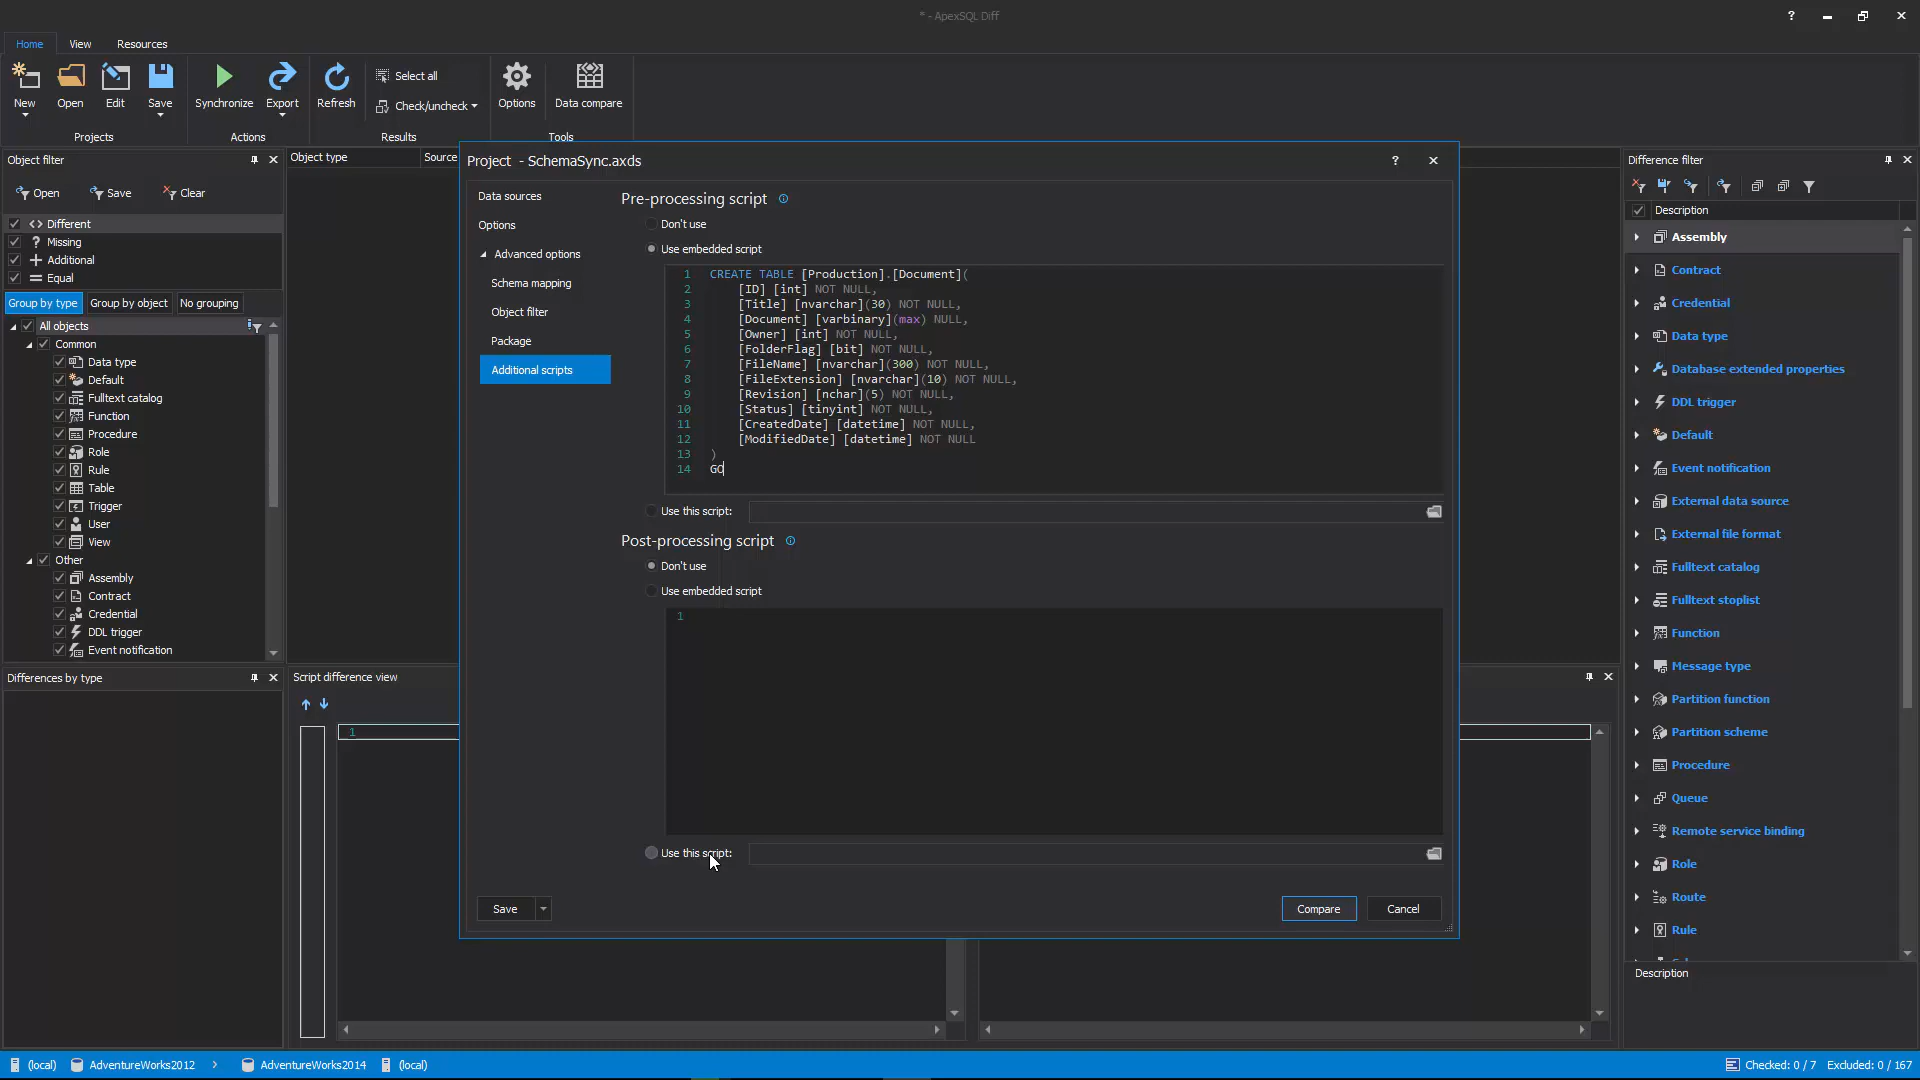 * - ApexSQL Diff
Home View Resources
New Open Edit Save Synchronize Export Refresh Select all Check/uncheck Options Data compare
Projects Actions Results Tools
Object filter
Open Save Clear
Different
Missing
Additional
Equal
Group by type Group by object No grouping
All objects
Common
Data type
Default
Fulltext catalog
Function
Procedure
Role
Rule
Table
Trigger
User
View
Other
Assembly
Contract
Credential
DDL trigger
Event notification
Differences by type
Object type Source
Script difference view
1
Project - SchemaSync.axds
Data sources
Options
Advanced options
Schema mapping
Object filter
Package
Additional scripts
Pre-processing script
Don't use
Use embedded script
1 CREATE TABLE [Production].[Document](
2 [ID] [int] NOT NULL,
3 [Title] [nvarchar](30) NOT NULL,
4 [Document] [varbinary](max) NULL,
5 [Owner] [int] NOT NULL,
6 [FolderFlag] [bit] NOT NULL,
7 [FileName] [nvarchar](300) NOT NULL,
8 [FileExtension] [nvarchar](10) NOT NULL,
9 [Revision] [nchar](5) NOT NULL,
10 [Status] [tinyint] NOT NULL,
11 [CreatedDate] [datetime] NOT NULL,
12 [ModifiedDate] [datetime] NOT NULL
13 )
14 GO
Use this script:
Post-processing script
Don't use
Use embedded script
1
Use this script:
Save Compare Cancel
Difference filter
Description
Assembly
Contract
Credential
Data type
Database extended properties
DDL trigger
Default
Event notification
External data source
External file format
Fulltext catalog
Fulltext stoplist
Function
Message type
Partition function
Partition scheme
Procedure
Queue
Remote service binding
Role
Route
Rule
Description
(local) AdventureWorks2012 AdventureWorks2014 (local) Checked: 0 / 7 Excluded: 0 / 167